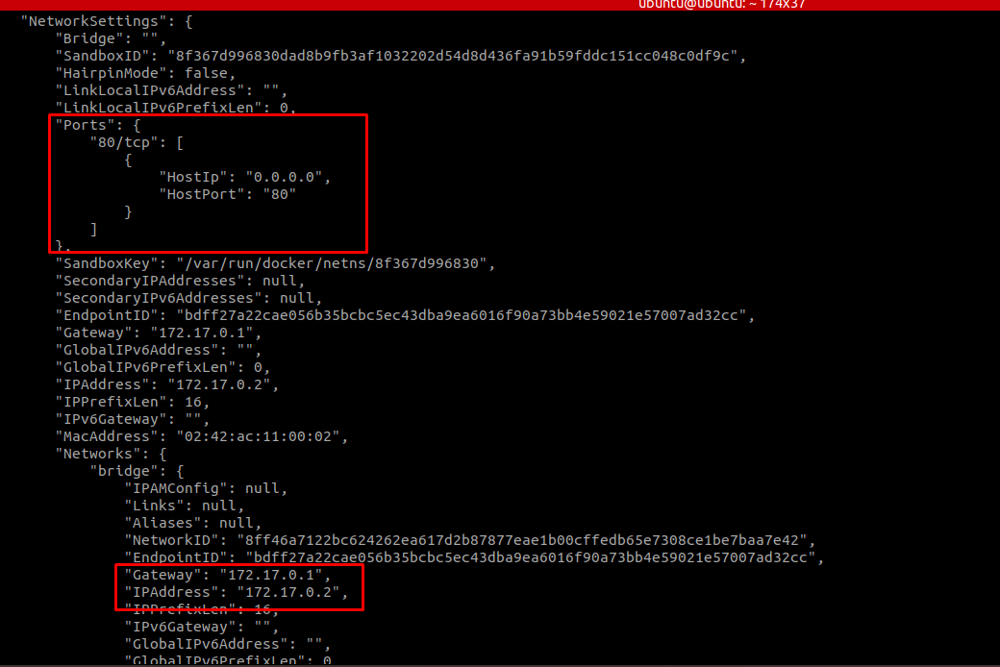 ubuntu@ubuntu: ~ 174x37
"NetworkSettings": {
"Bridge": "",
"SandboxID": "8f367d996830dad8b9fb3af1032202d54d8d436fa91b59fddc151cc048c0df9c",
"HairpinMode": false,
"LinkLocalIPv6Address": "",
"LinkLocalIPv6PrefixLen": 0,
"Ports": {
"80/tcp": [
{
"HostIp": "0.0.0.0",
"HostPort": "80"
}
]
},
"SandboxKey": "/var/run/docker/netns/8f367d996830",
"SecondaryIPAddresses": null,
"SecondaryIPv6Addresses": null,
"EndpointID": "bdff27a22cae056b35bcbc5ec43dba9ea6016f90a73bb4e59021e57007ad32cc",
"Gateway": "172.17.0.1",
"GlobalIPv6Address": "",
"GlobalIPv6PrefixLen": 0,
"IPAddress": "172.17.0.2",
"IPPrefixLen": 16,
"IPv6Gateway": "",
"MacAddress": "02:42:ac:11:00:02",
"Networks": {
"bridge": {
"IPAMConfig": null,
"Links": null,
"Aliases": null,
"NetworkID": "8ff46a7122bc624262ea617d2b87877eae1b00cffedb65e7308ce1be7baa7e42",
"EndpointID": "bdff27a22cae056b35bcbc5ec43dba9ea6016f90a73bb4e59021e57007ad32cc",
"Gateway": "172.17.0.1",
"IPAddress": "172.17.0.2",
"IPPrefixLen": 16,
"IPv6Gateway": "",
"GlobalIPv6Address": "",
"GlobalIPv6PrefixLen": 0